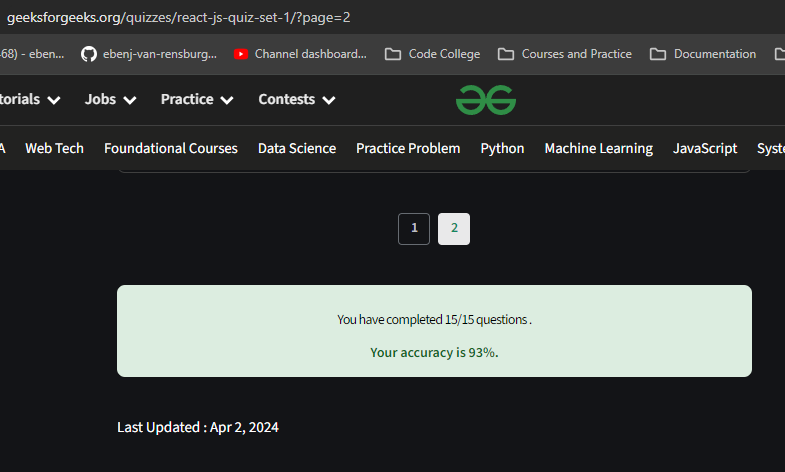 geeksforgeeks.org/quizzes/react-js-quiz-set-1/?page=2
68) - eben... ebenj-van-rensburg... Channel dashboard... Code College Courses and Practice Documentation
torials Jobs Practice Contests
A Web Tech Foundational Courses Data Science Practice Problem Python Machine Learning JavaScript Syste
1 2
You have completed 15/15 questions .
Your accuracy is 93%.
Last Updated : Apr 2, 2024